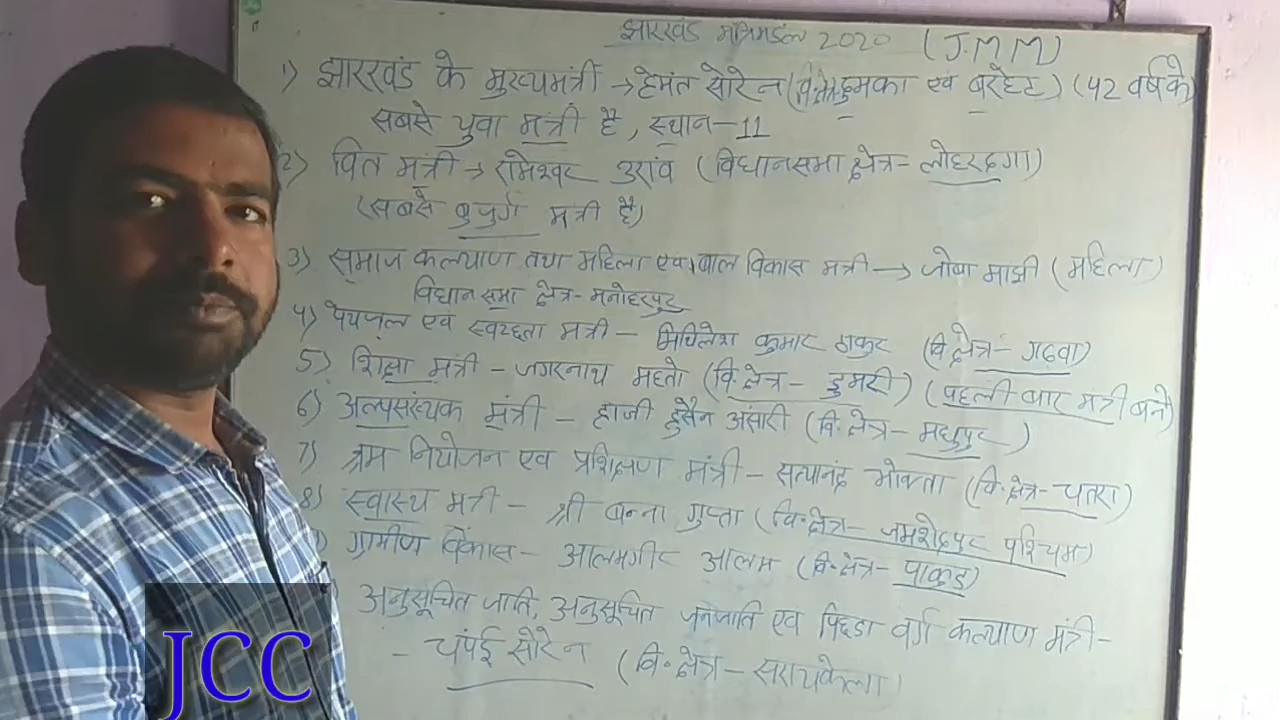 झारखंड मंत्रिमंडल 2020 (J.M.M)
1) झारखंड के मुख्यमंत्री → हेमंत सोरेन (वि.क्षेत्र दुमका एवं बरहेट) (42 वर्ष के)
सबसे युवा मंत्री है, स्थान-11
2) वित मंत्री → रामेश्वर उरांव (विधानसभा क्षेत्र- लोहरदगा)
(सबसे बुजुर्ग मंत्री है)
3) समाज कल्याण तथा महिला एवं बाल विकास मंत्री → जोबा माझी (महिला)
विधानसभा क्षेत्र- मनोहरपुर
4) पेयजल एवं स्वच्छता मंत्री - मिथिलेश कुमार ठाकुर (वि.क्षेत्र- गढ़वा)
5) शिक्षा मंत्री - जगरनाथ महतो (वि.क्षेत्र- डुमरी) (पहली बार मंत्री बने)
6) अल्पसंख्यक मंत्री - हाजी हुसैन अंसारी (वि.क्षेत्र- मधुपुर)
7) श्रम नियोजन एवं प्रशिक्षण मंत्री - सत्यानंद भोक्ता (वि.क्षेत्र- चतरा)
8) स्वास्थ्य मंत्री - श्री बन्ना गुप्ता (वि.क्षेत्र- जमशेदपुर पश्चिम)
) ग्रामीण विकास - आलमगीर आलम (वि.क्षेत्र- पाकुड़)
अनुसूचित जाति, अनुसूचित जनजाति एवं पिछडा वर्ग कल्याण मंत्री-
- चंपई सोरेन (वि.क्षेत्र- सरायकेला)
JCC